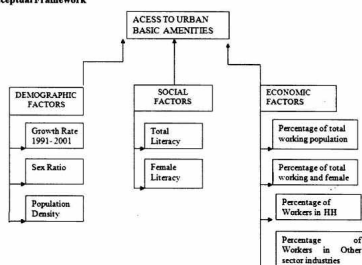 ceptual Framework
ACESS TO URBAN
BASIC AMENITIES
DEMOGRAPHIC
FACTORS
SOCIAL
FACTORS
ECONOMIC
FACTORS
Growth Rate
1991- 2001
Sex Ratio
Population
Density
Total
Literacy
Female
Literacy
Percentage of total
working population
Percentage of total
working and female
Percentage of
Workers in HH
Percentage of
Workers in Other
sector industries